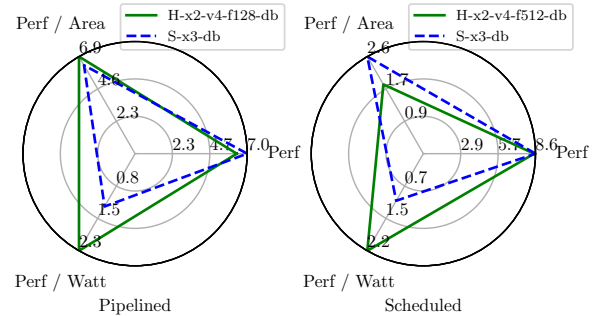 H-x2-v4-f128-db
S-x3-db
Perf / Area
6.9
4.6
2.3
2.3
4.7
7.0
Perf
0.8
1.5
2.3
Perf / Watt
Pipelined
H-x2-v4-f512-db
S-x3-db
Perf / Area
2.6
1.7
0.9
2.9
5.7
8.6
Perf
0.7
1.5
2.2
Perf / Watt
Scheduled